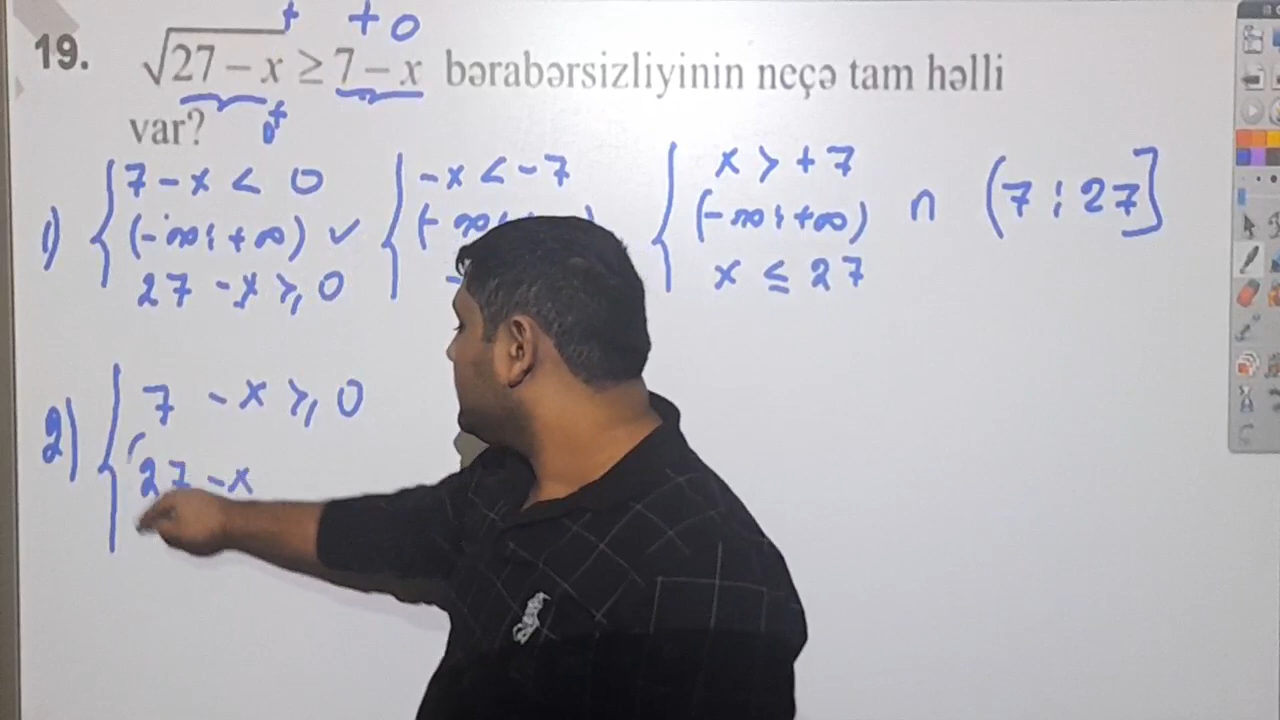 + + 0
19. √27 – x ≥ 7 – x bərabərsizliyinin neçə tam həlli
var? 0+
1) { 7 - x < 0 { -x < -7 { x > +7
(-∞; +∞) ✓ (-∞; (-∞; +∞) ∩ (7; 27]
27 - x ≥ 0 - x ≤ 27
2) { 7 - x ≥ 0
(27 - x